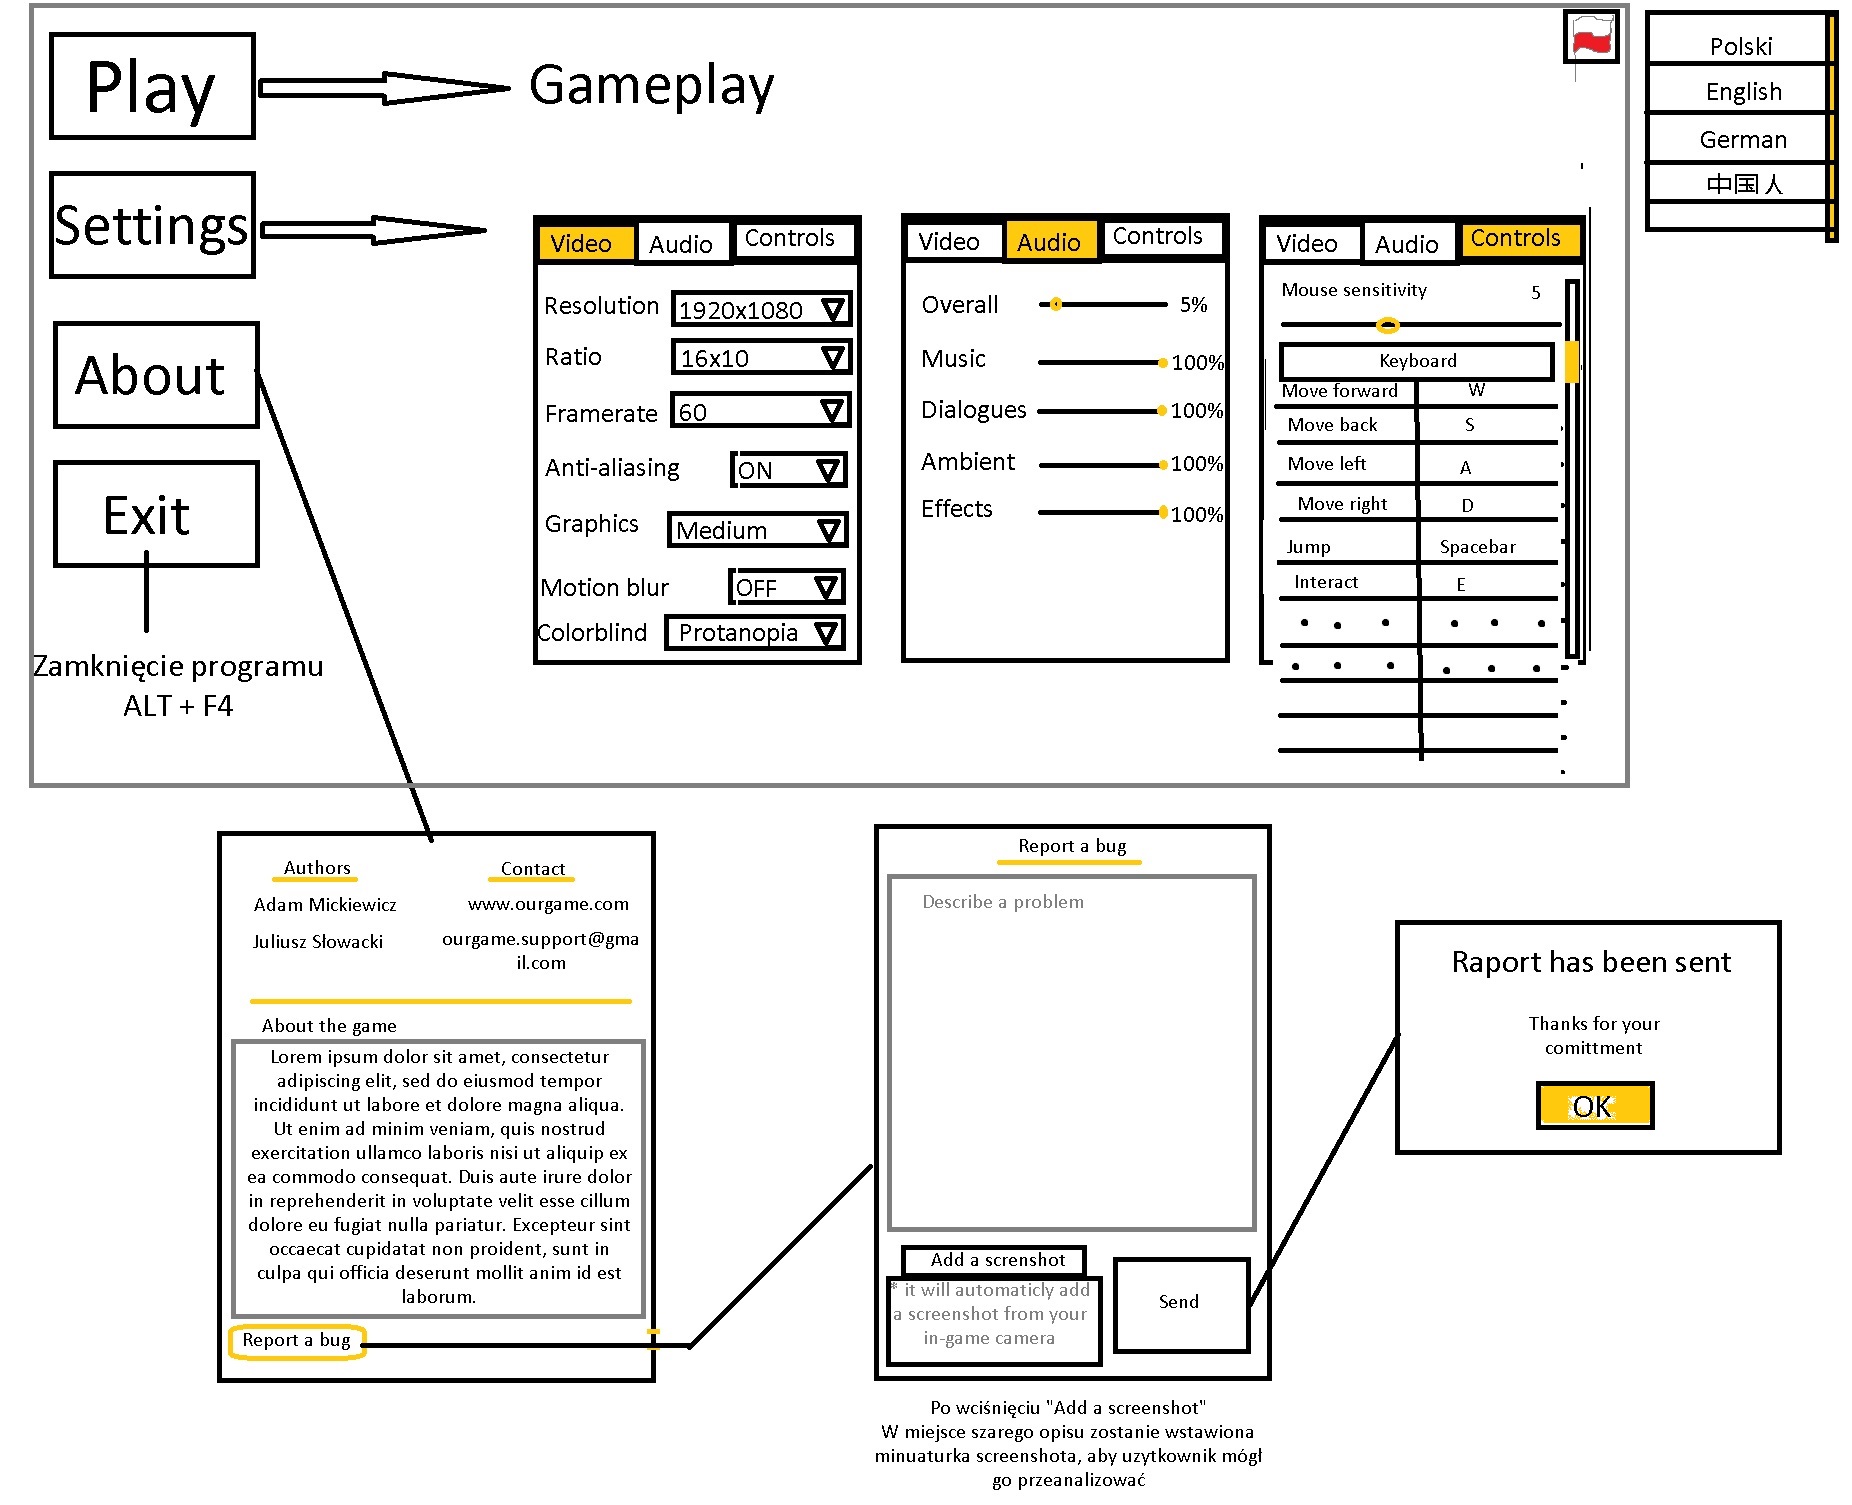 Play
Gameplay
Polski
English
German
中国人
Settings
Video
Audio
Controls
Resolution
1920x1080
Ratio
16x10
Framerate
60
Anti-aliasing
ON
Graphics
Medium
Motion blur
OFF
Colorblind
Protanopia
Video
Audio
Controls
Overall
5%
Music
100%
Dialogues
100%
Ambient
100%
Effects
100%
Video
Audio
Controls
Mouse sensitivity
5
Keyboard
Move forward
W
Move back
S
Move left
A
Move right
D
Jump
Spacebar
Interact
E
About
Exit
Zamknięcie programu
ALT + F4
Authors
Contact
Adam Mickiewicz
www.ourgame.com
Juliusz Słowacki
ourgame.support@gma
il.com
About the game
Lorem ipsum dolor sit amet, consectetur
adipiscing elit, sed do eiusmod tempor
incididunt ut labore et dolore magna aliqua.
Ut enim ad minim veniam, quis nostrud
exercitation ullamco laboris nisi ut aliquip ex
ea commodo consequat. Duis aute irure dolor
in reprehenderit in voluptate velit esse cillum
dolore eu fugiat nulla pariatur. Excepteur sint
occaecat cupidatat non proident, sunt in
culpa qui officia deserunt mollit anim id est
laborum.
Report a bug
Report a bug
Describe a problem
Add a screnshot
* it will automaticly add
a screenshot from your
in-game camera
Send
Po wciśnięciu "Add a screenshot"
W miejsce szarego opisu zostanie wstawiona
minuaturka screenshota, aby uzytkownik mógł
go przeanalizować
Raport has been sent
Thanks for your
comittment
OK